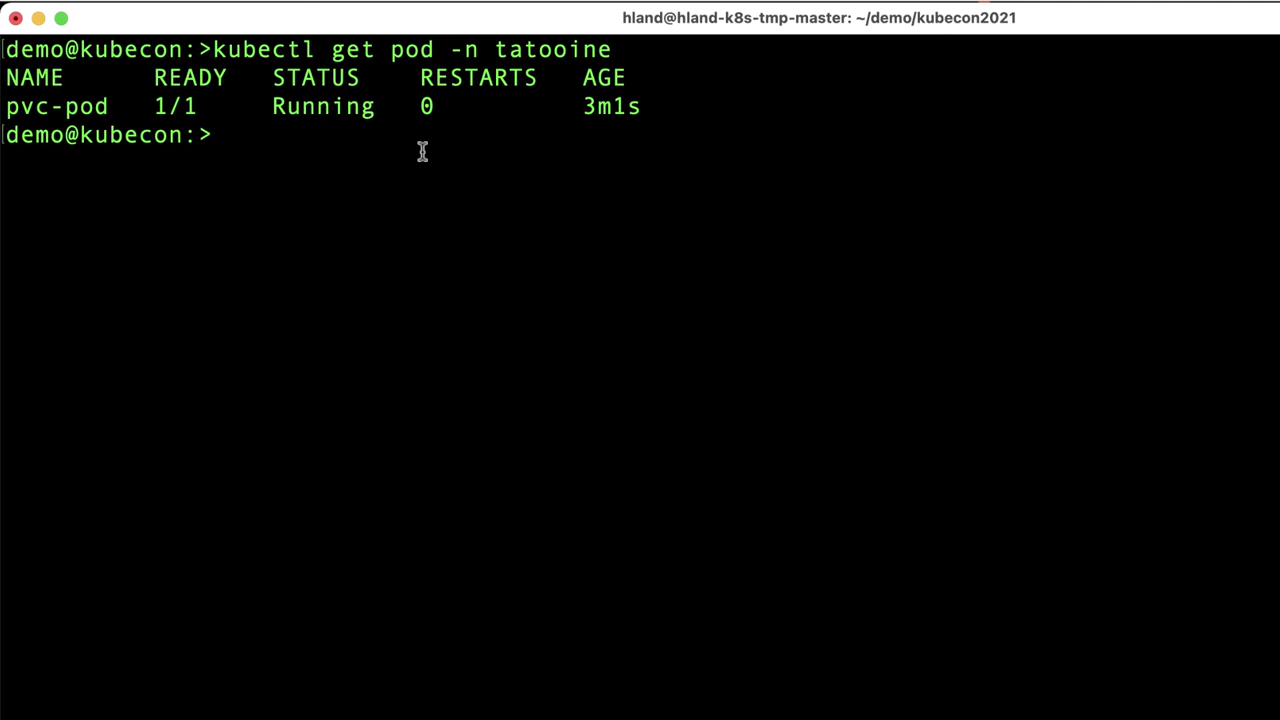 hland@hland-k8s-tmp-master: ~/demo/kubecon2021
[demo@kubecon:>kubectl get pod -n tatooine
NAME      READY   STATUS    RESTARTS   AGE
pvc-pod   1/1     Running   0          3m1s
[demo@kubecon:>